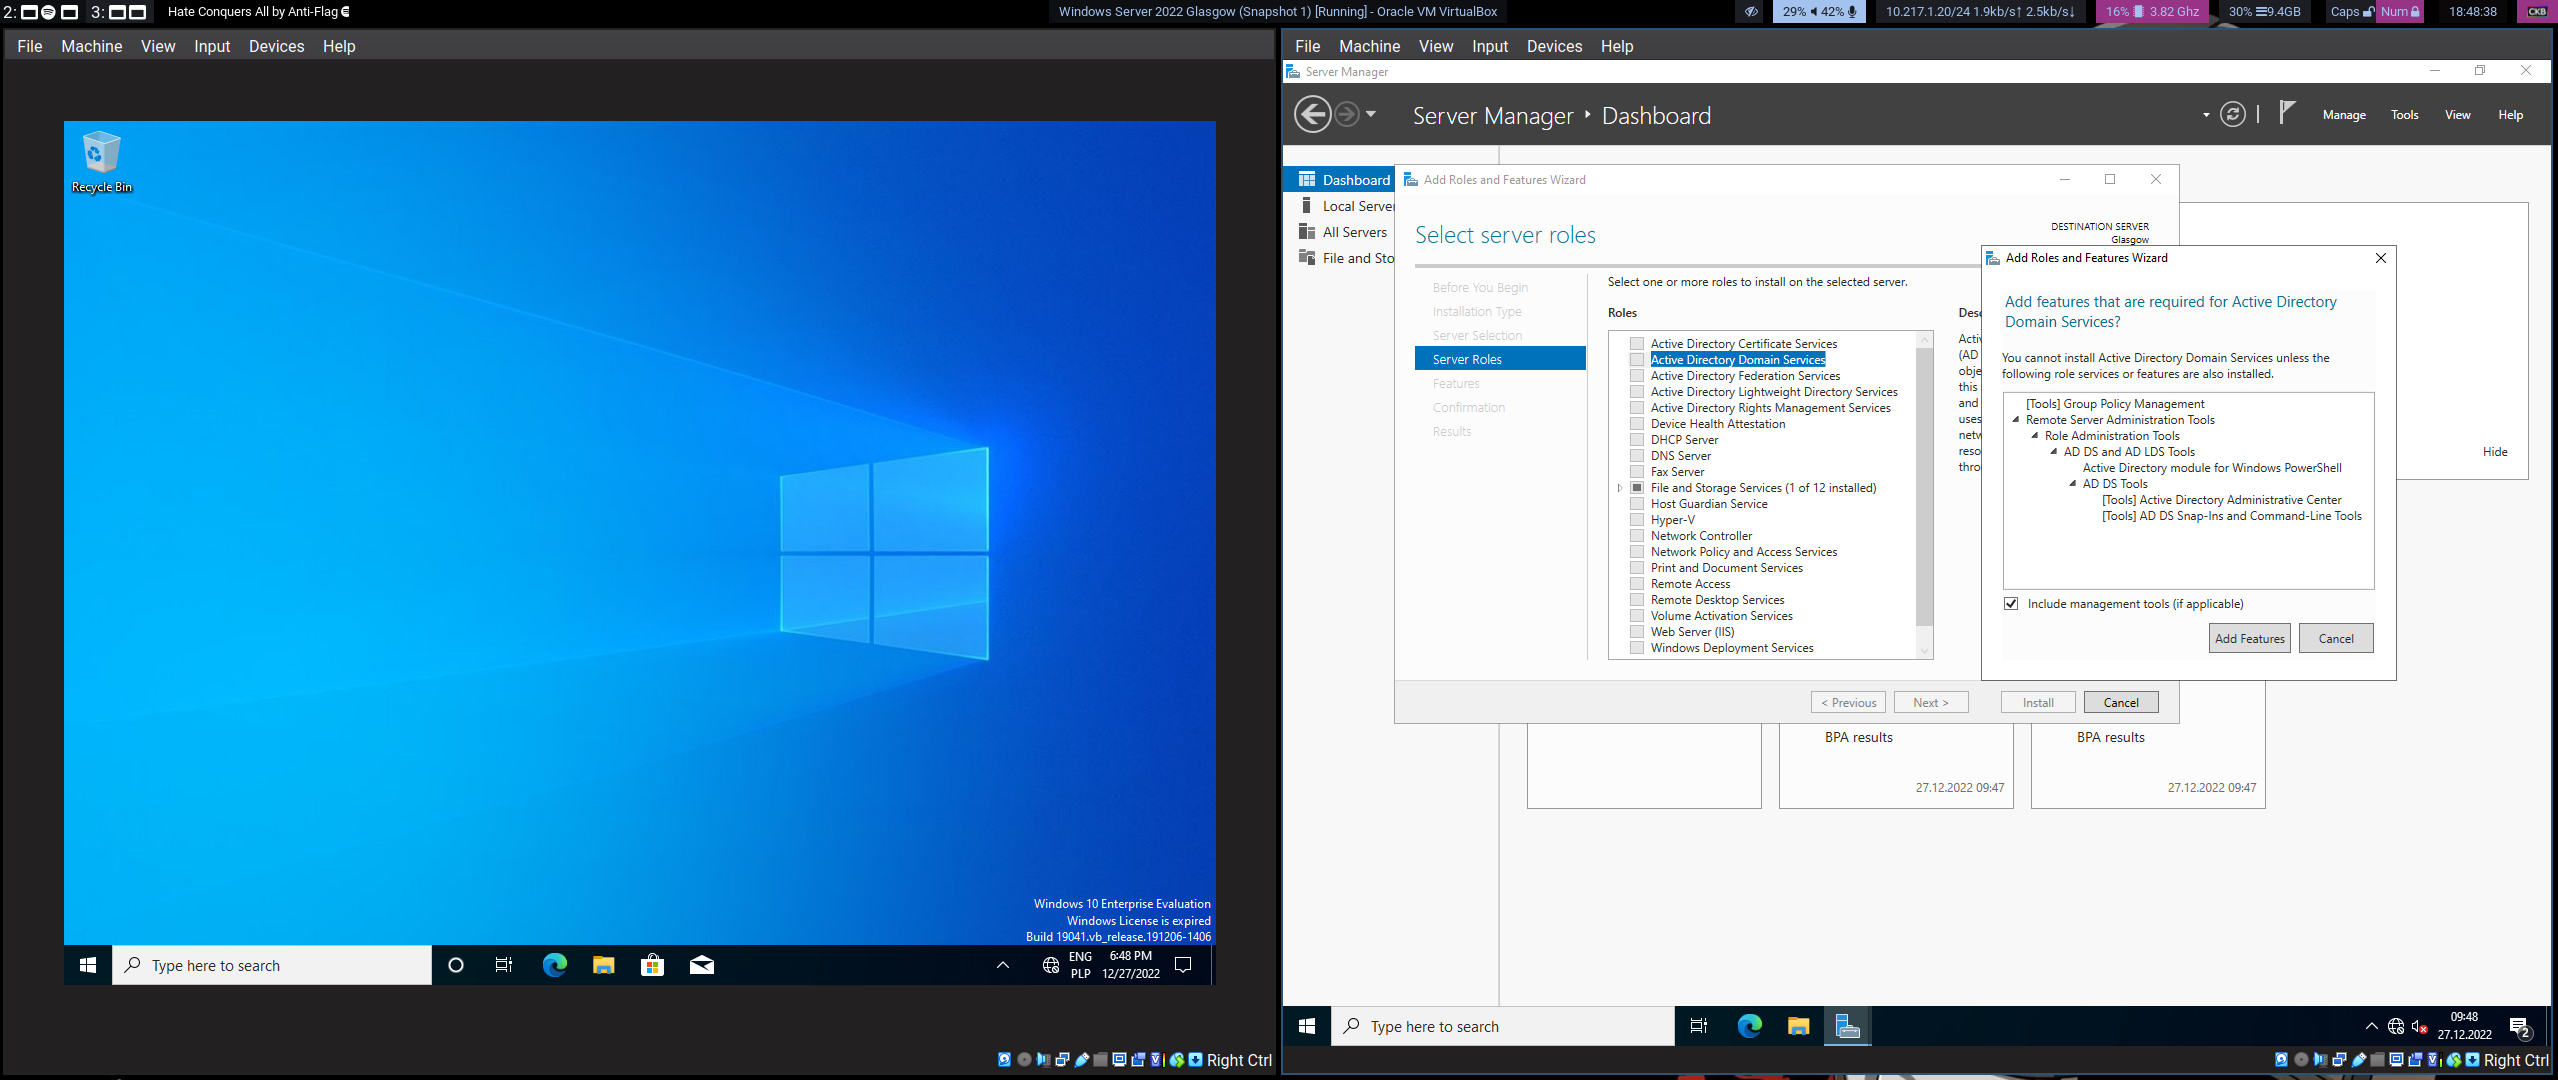 2:
3:
Hate Conquers All by Anti-Flag
Windows Server 2022 Glasgow (Snapshot 1) [Running] - Oracle VM VirtualBox
29% 42%
10.217.1.20/24 1.9kb/s↑ 2.5kb/s↓
16% 3.82 Ghz
30% 9.4GB
Caps Num
18:48:38
CKB
File Machine View Input Devices Help
Recycle Bin
Windows 10 Enterprise Evaluation
Windows License is expired
Build 19041.vb_release.191206-1406
Type here to search
ENG
PLP
6:48 PM
12/27/2022
Right Ctrl
File Machine View Input Devices Help
Server Manager
Server Manager Dashboard
Manage Tools View Help
Dashboard
Local Server
All Servers
File and Sto
Add Roles and Features Wizard
Select server roles
DESTINATION SERVER
Glasgow
Before You Begin
Installation Type
Server Selection
Server Roles
Features
Confirmation
Results
Select one or more roles to install on the selected server.
Roles
Active Directory Certificate Services
Active Directory Domain Services
Active Directory Federation Services
Active Directory Lightweight Directory Services
Active Directory Rights Management Services
Device Health Attestation
DHCP Server
DNS Server
Fax Server
File and Storage Services (1 of 12 installed)
Host Guardian Service
Hyper-V
Network Controller
Network Policy and Access Services
Print and Document Services
Remote Access
Remote Desktop Services
Volume Activation Services
Web Server (IIS)
Windows Deployment Services
Desc
Activ
(AD
obje
this
and
uses
netw
reso
thro
< Previous Next > Install Cancel
Add Roles and Features Wizard
Add features that are required for Active Directory
Domain Services?
You cannot install Active Directory Domain Services unless the
following role services or features are also installed.
[Tools] Group Policy Management
Remote Server Administration Tools
Role Administration Tools
AD DS and AD LDS Tools
Active Directory module for Windows PowerShell
AD DS Tools
[Tools] Active Directory Administrative Center
[Tools] AD DS Snap-Ins and Command-Line Tools
Include management tools (if applicable)
Add Features Cancel
Hide
BPA results
27.12.2022 09:47
BPA results
27.12.2022 09:47
Type here to search
09:48
27.12.2022
2
Right Ctrl